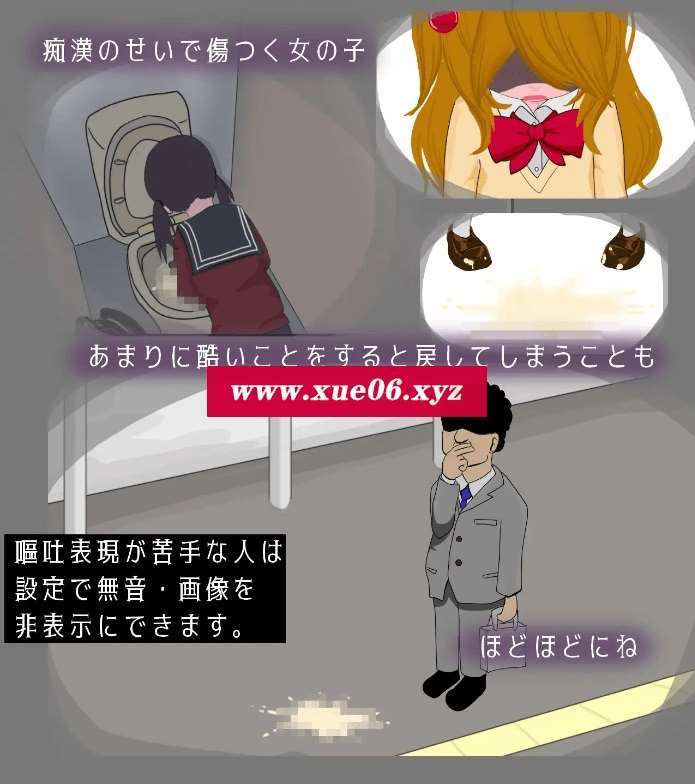 痴漢のせいで傷つく女の子
あまりに酷いことをすると戻してしまうことも
www.xue06.xyz
嘔吐表現が苦手な人は
設定で無音・画像を
非表示にできます。
ほどほどにね